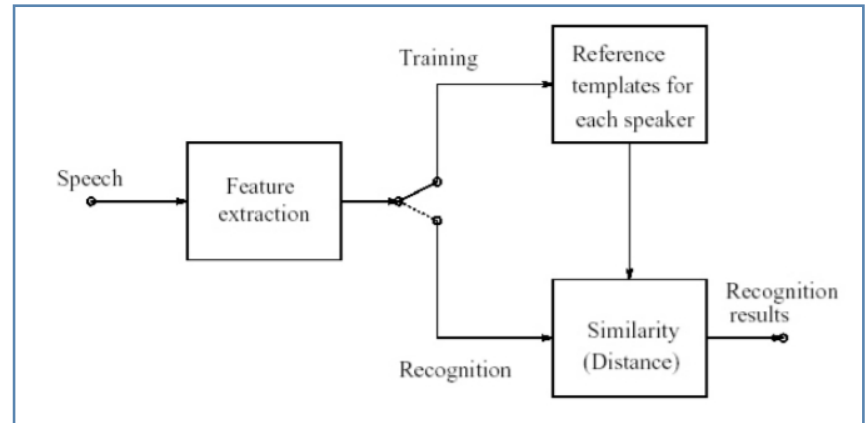 Training
Reference
templates for
each speaker
Speech
Feature
extraction
Recognition
results
Similarity
(Distance)
Recognition